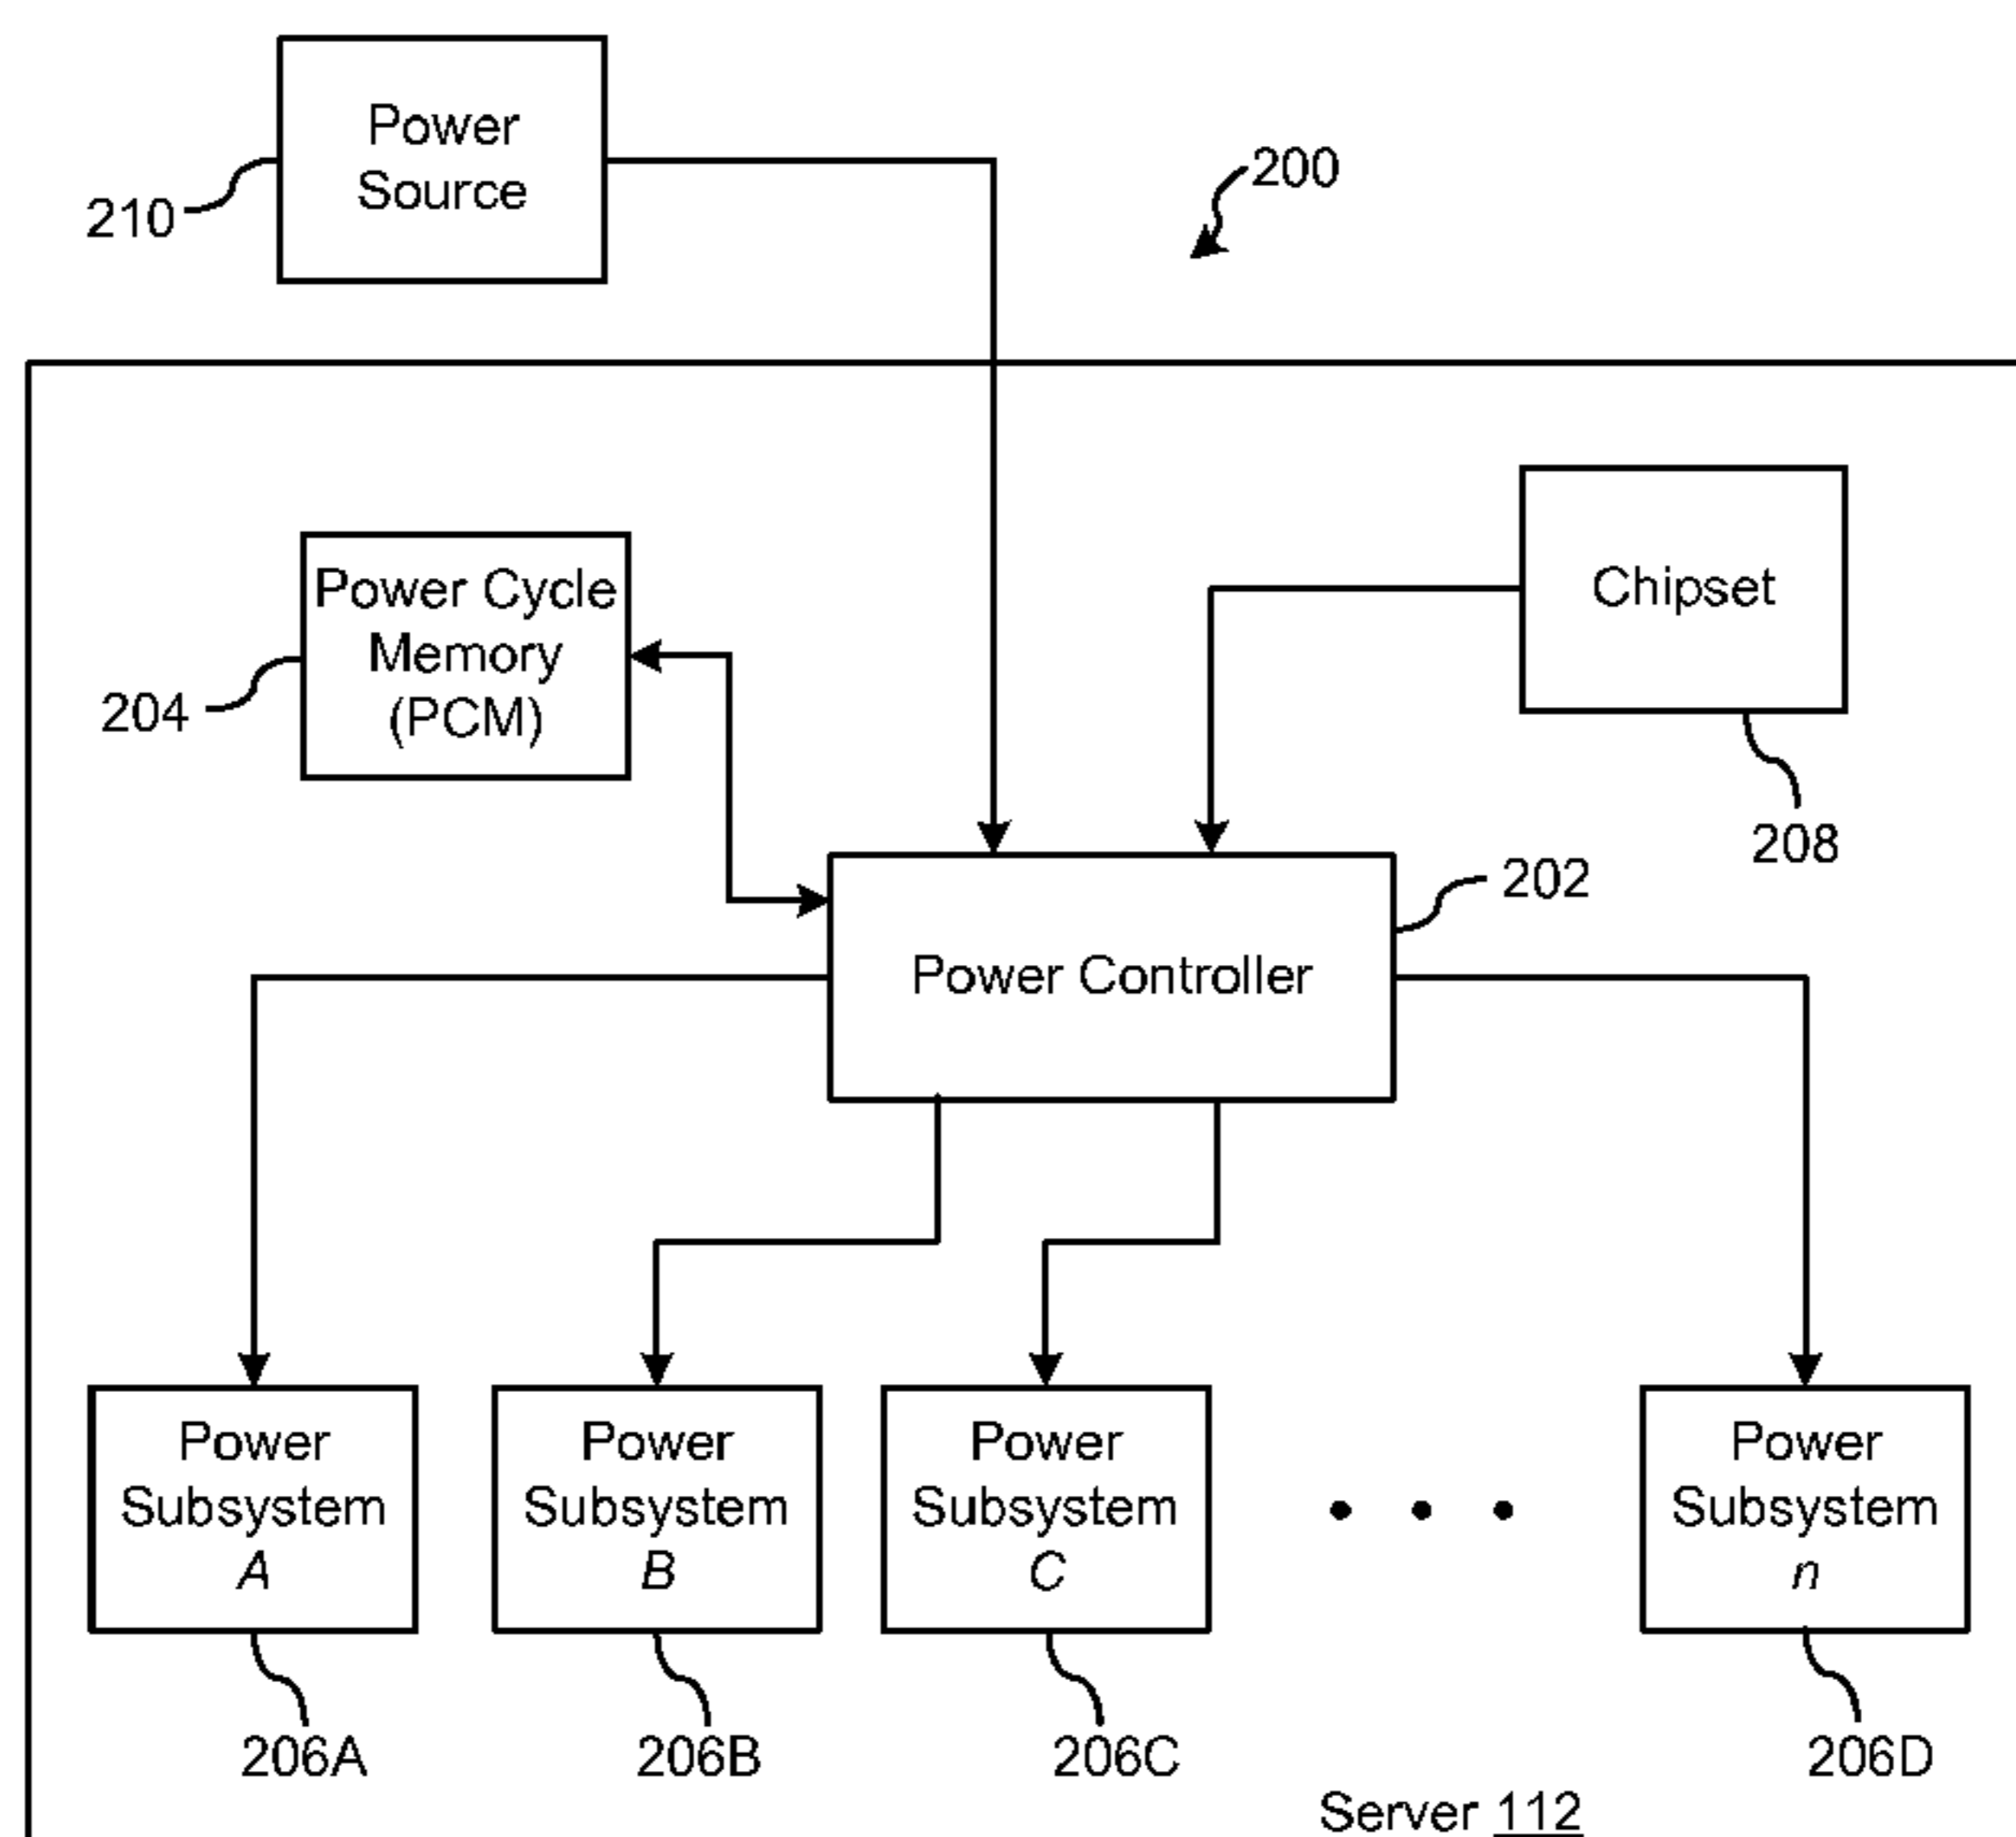 Power
Source
210
200
Power Cycle
Memory
(PCM)
204
Chipset
208
202
Power Controller
Power
Subsystem
A
Power
Subsystem
B
Power
Subsystem
C
Power
Subsystem
n
206A
206B
206C
206D
Server 112